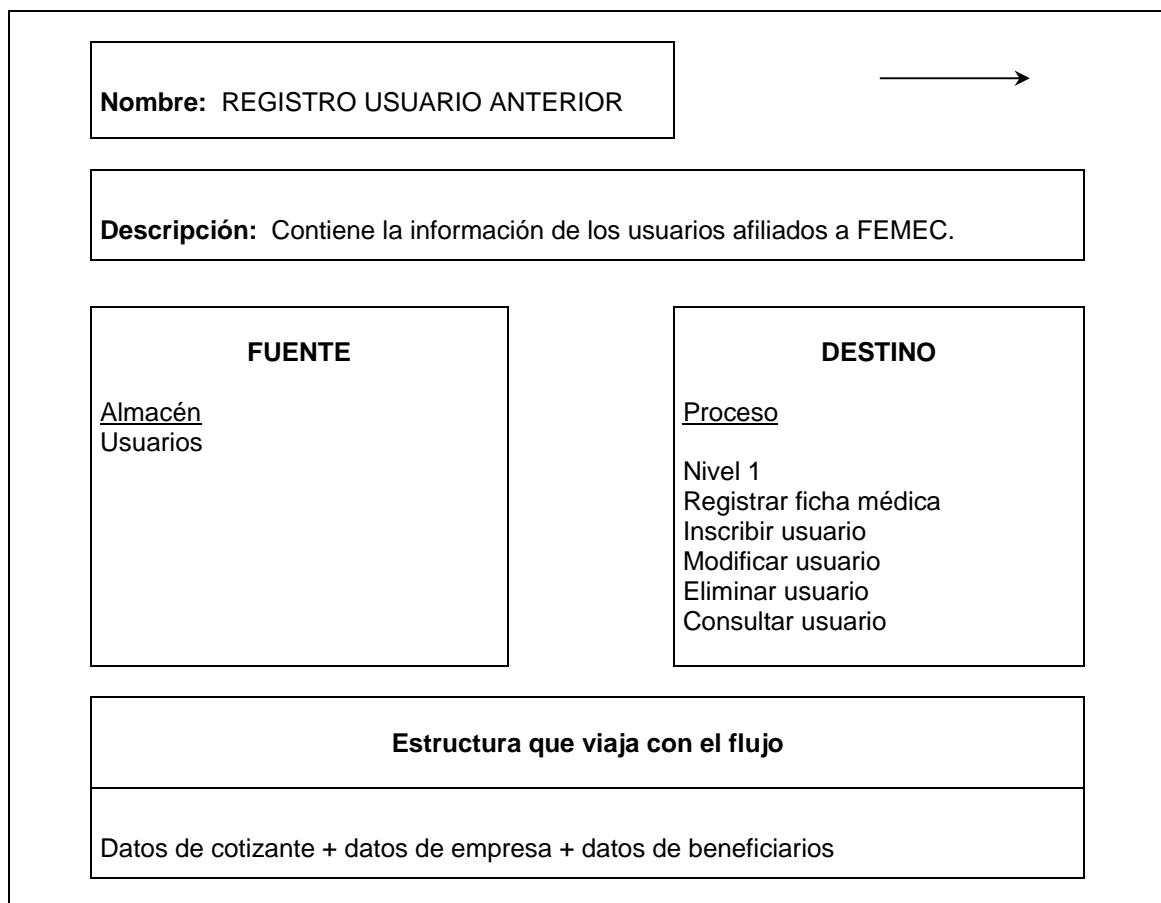 Nombre: REGISTRO USUARIO ANTERIOR
Descripción: Contiene la información de los usuarios afiliados a FEMEC.
FUENTE
Almacén
Usuarios
DESTINO
Proceso
Nivel 1
Registrar ficha médica
Inscribir usuario
Modificar usuario
Eliminar usuario
Consultar usuario
Estructura que viaja con el flujo
Datos de cotizante + datos de empresa + datos de beneficiarios